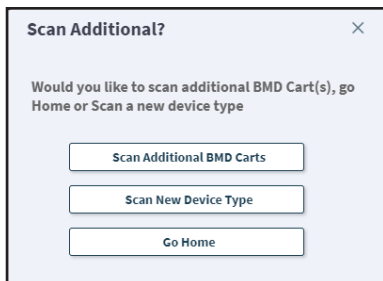 Scan Additional?
Would you like to scan additional BMD Cart(s), go
Home or Scan a new device type
Scan Additional BMD Carts
Scan New Device Type
Go Home